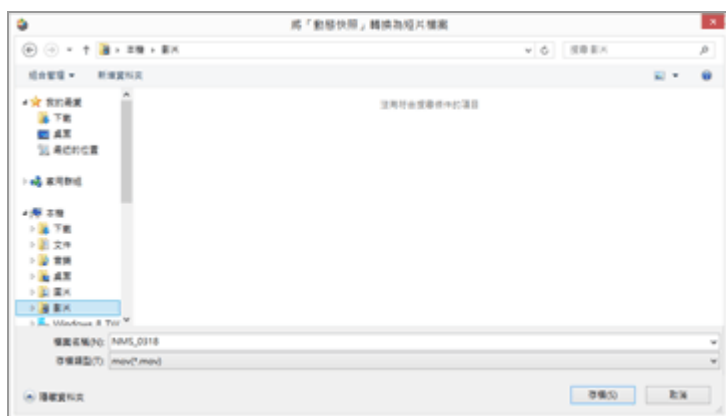 將「動態快照」轉換為短片檔案
本機 › 影片
搜尋 影片
組合管理
新增資料夾
我的最愛
下載
桌面
最近的位置
家用群組
本機
下載
文件
音樂
桌面
圖片
影片
Windows 8 TW
沒有符合搜尋條件的項目
檔案名稱(N): NMS_0318
存檔類型(T): mov(*.mov)
隱藏資料夾
存檔(S)
取消